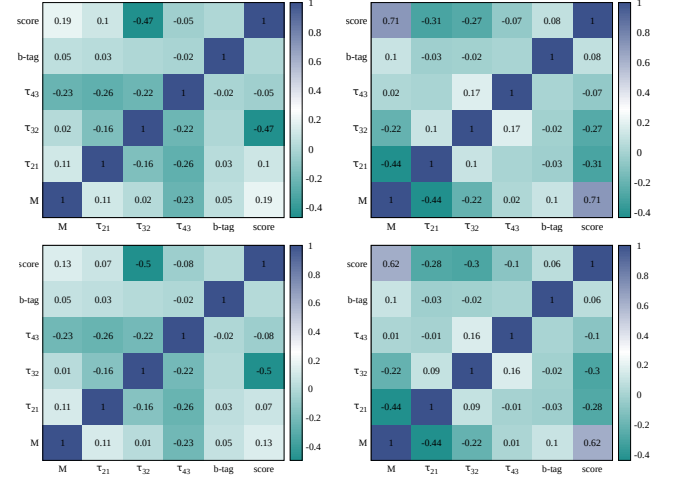 score 0.19 0.1 -0.47 -0.05 1
b-tag 0.05 0.03 -0.02 1
τ43 -0.23 -0.26 -0.22 1 -0.02 -0.05
τ32 0.02 -0.16 1 -0.22 -0.47
τ21 0.11 1 -0.16 -0.26 0.03 0.1
M 1 0.11 0.02 -0.23 0.05 0.19
M τ21 τ32 τ43 b-tag score
1
0.8
0.6
0.4
0.2
0
-0.2
-0.4
score 0.71 -0.31 -0.27 -0.07 0.08 1
b-tag 0.1 -0.03 -0.02 1 0.08
τ43 0.02 0.17 1 -0.07
τ32 -0.22 0.1 1 0.17 -0.02 -0.27
τ21 -0.44 1 0.1 -0.03 -0.31
M 1 -0.44 -0.22 0.02 0.1 0.71
M τ21 τ32 τ43 b-tag score
1
0.8
0.6
0.4
0.2
0
-0.2
-0.4
score 0.13 0.07 -0.5 -0.08 1
b-tag 0.05 0.03 -0.02 1
τ43 -0.23 -0.26 -0.22 1 -0.02 -0.08
τ32 0.01 -0.16 1 -0.22 -0.5
τ21 0.11 1 -0.16 -0.26 0.03 0.07
M 1 0.11 0.01 -0.23 0.05 0.13
M τ21 τ32 τ43 b-tag score
1
0.8
0.6
0.4
0.2
0
-0.2
-0.4
score 0.62 -0.28 -0.3 -0.1 0.06 1
b-tag 0.1 -0.03 -0.02 1 0.06
τ43 0.01 -0.01 0.16 1 -0.1
τ32 -0.22 0.09 1 0.16 -0.02 -0.3
τ21 -0.44 1 0.09 -0.01 -0.03 -0.28
M 1 -0.44 -0.22 0.01 0.1 0.62
M τ21 τ32 τ43 b-tag score
1
0.8
0.6
0.4
0.2
0
-0.2
-0.4